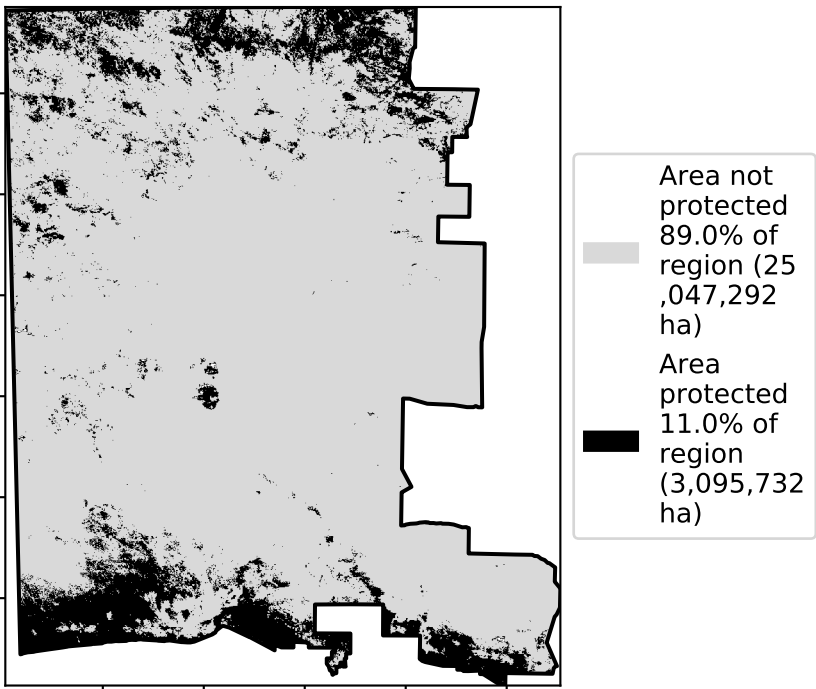 Area not
protected
89.0% of
region (25
,047,292
ha)
Area
protected
11.0% of
region
(3,095,732
ha)